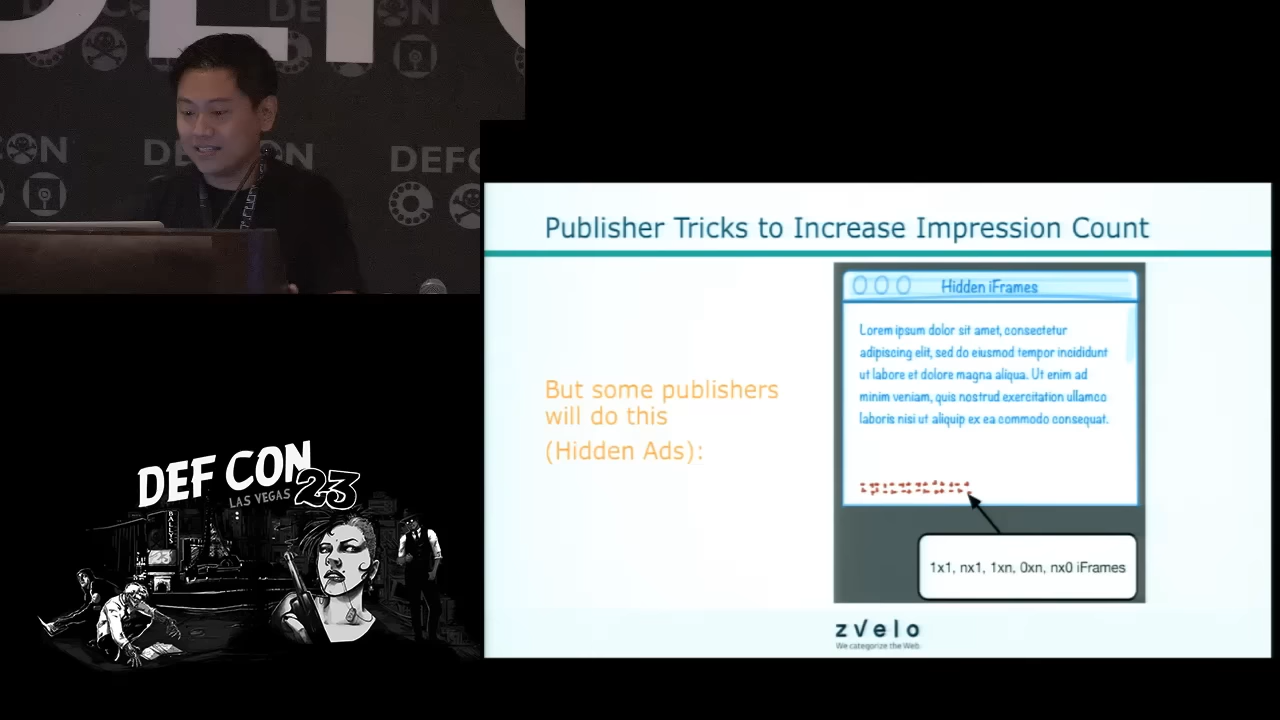 DEFCON
DEFC
Publisher Tricks to Increase Impression Count
Hidden iFrames
Lorem ipsum dolor sit amet, consectetur
adipiscing elit, sed do eiusmod tempor incididunt
ut labore et dolore magna aliqua. Ut enim ad
minim veniam, quis nostrud exercitation ullamco
laboris nisi ut aliquip ex ea commodo consequat.
But some publishers
will do this
(Hidden Ads):
1x1, nx1, 1xn, 0xn, nx0 iFrames
zvelo
We categorize the Web.
DEF CON
LAS VEGAS 23
BALLYS
23